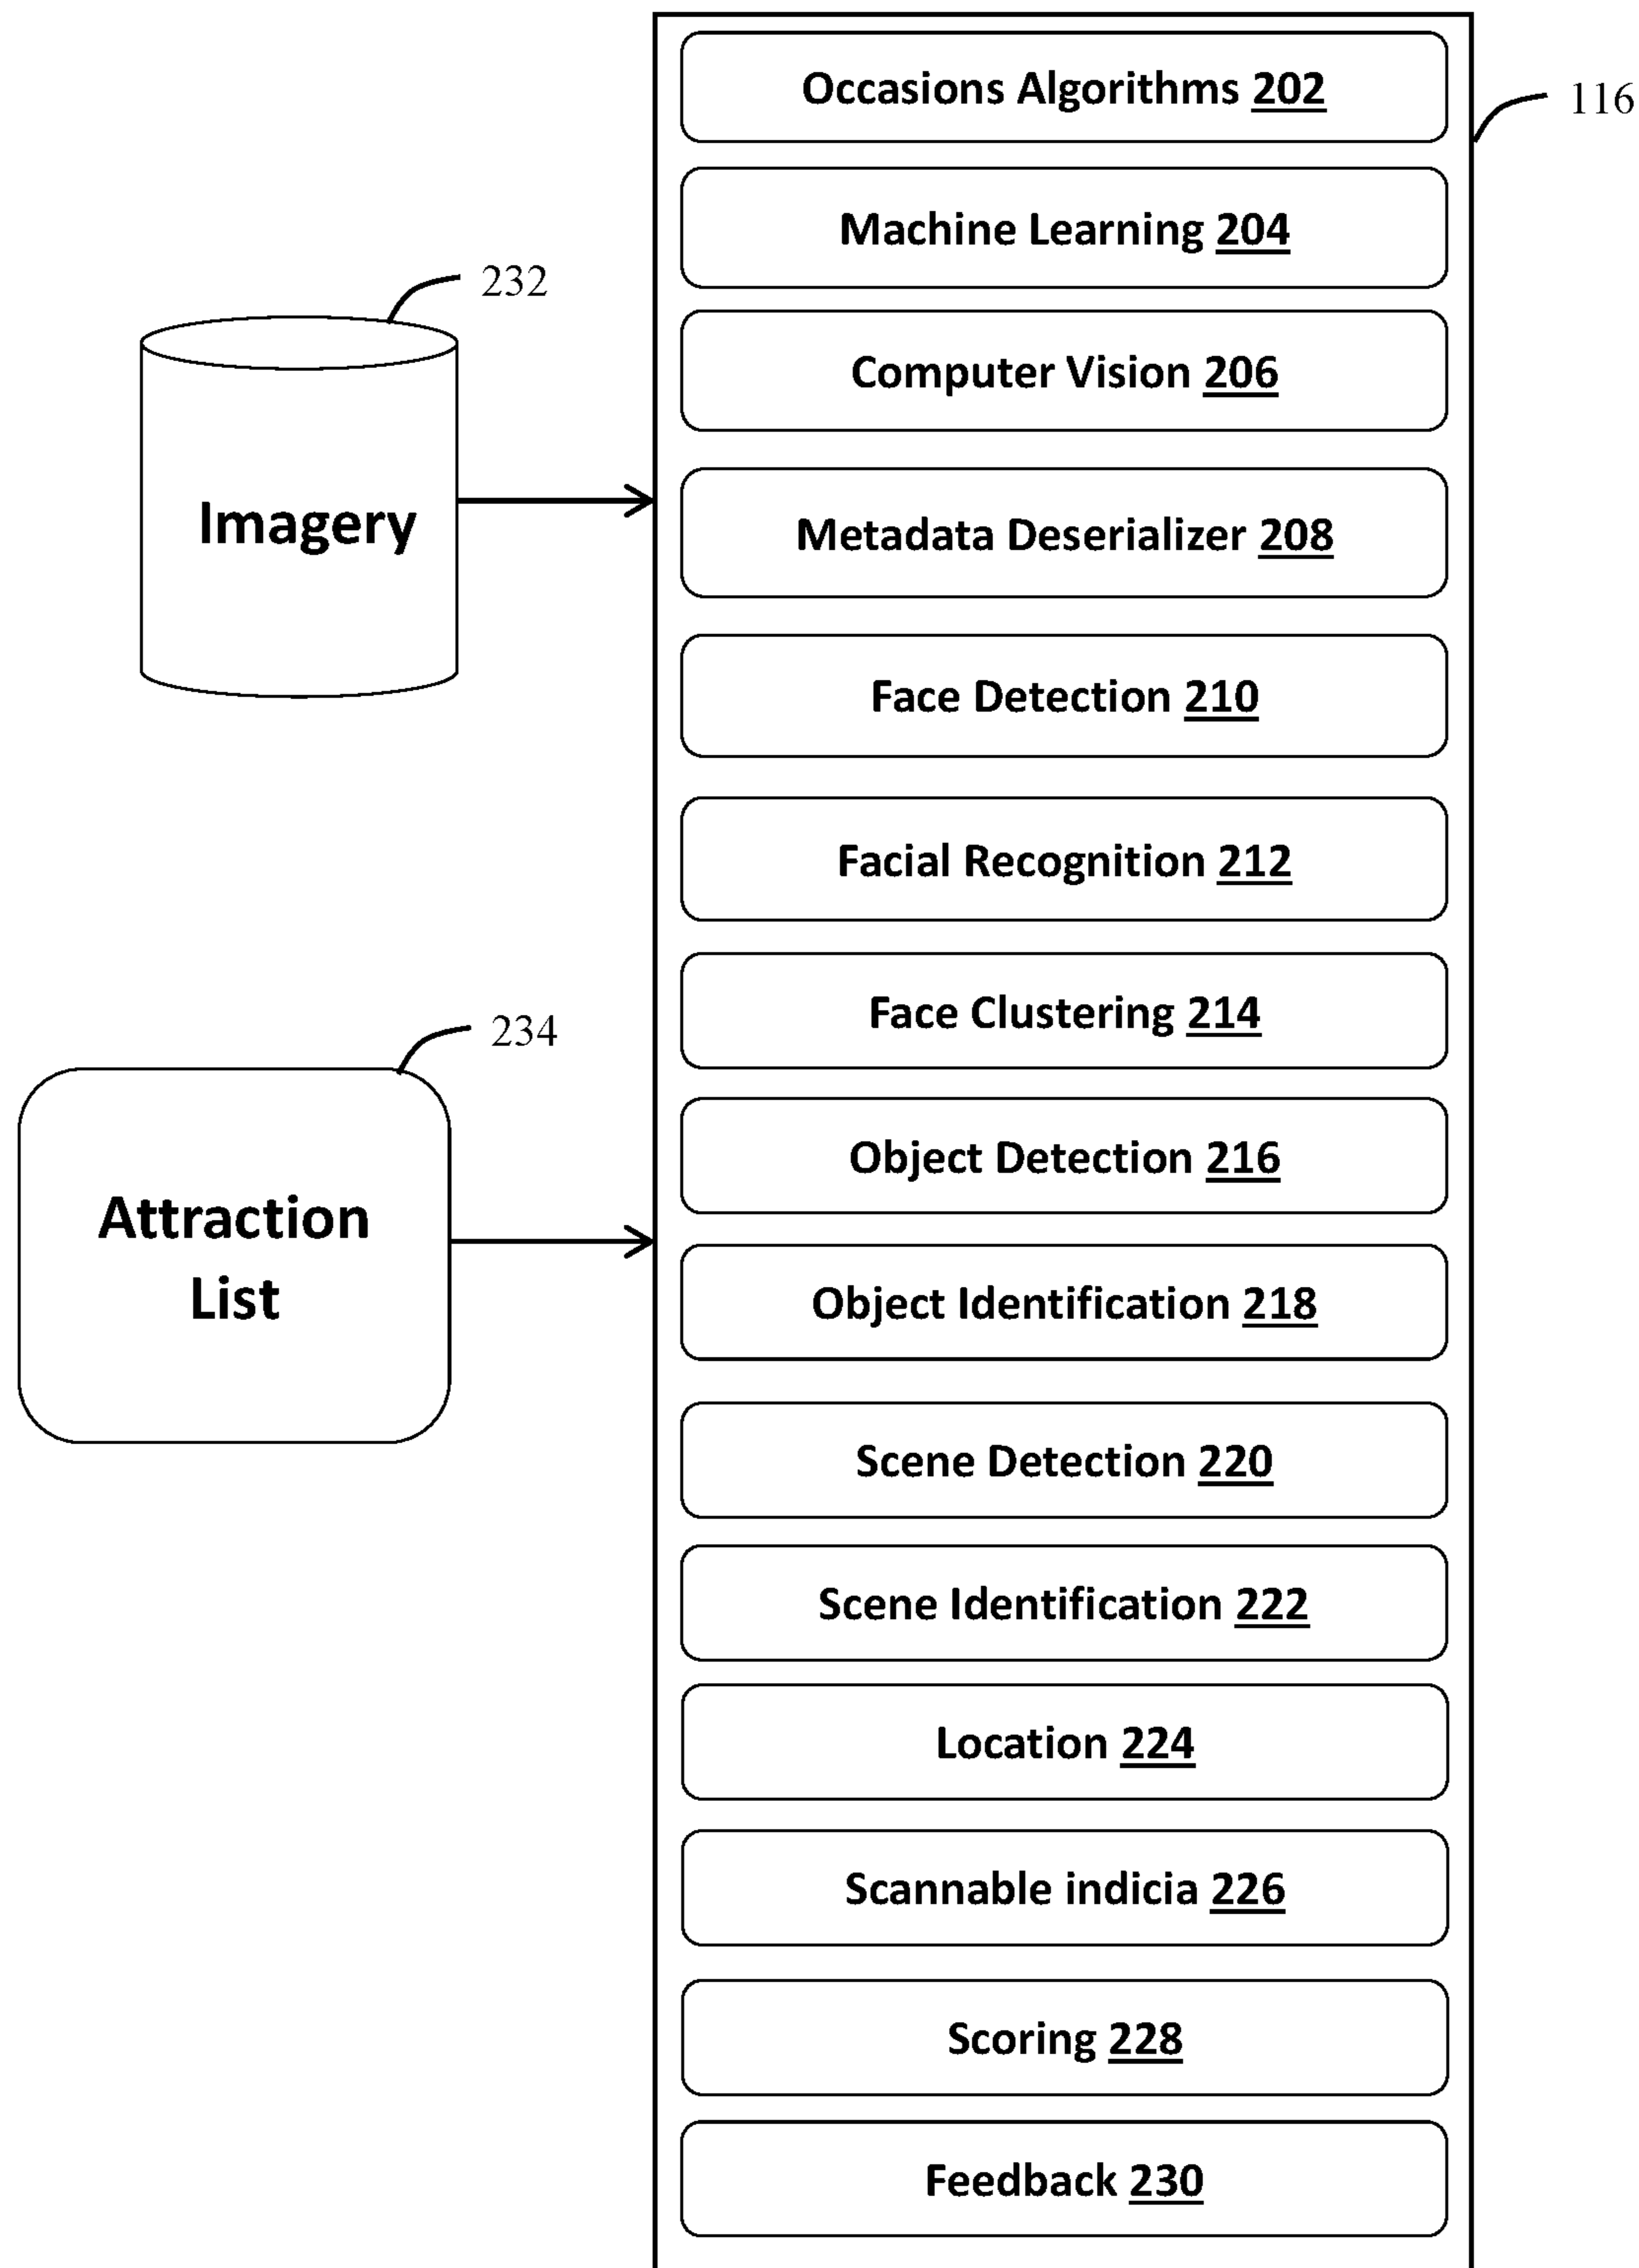 Occasions Algorithms 202
116
Machine Learning 204
232
Computer Vision 206
Imagery
Metadata Deserializer 208
Face Detection 210
Facial Recognition 212
Face Clustering 214
234
Object Detection 216
Attraction
List
Object Identification 218
Scene Detection 220
Scene Identification 222
Location 224
Scannable indicia 226
Scoring 228
Feedback 230